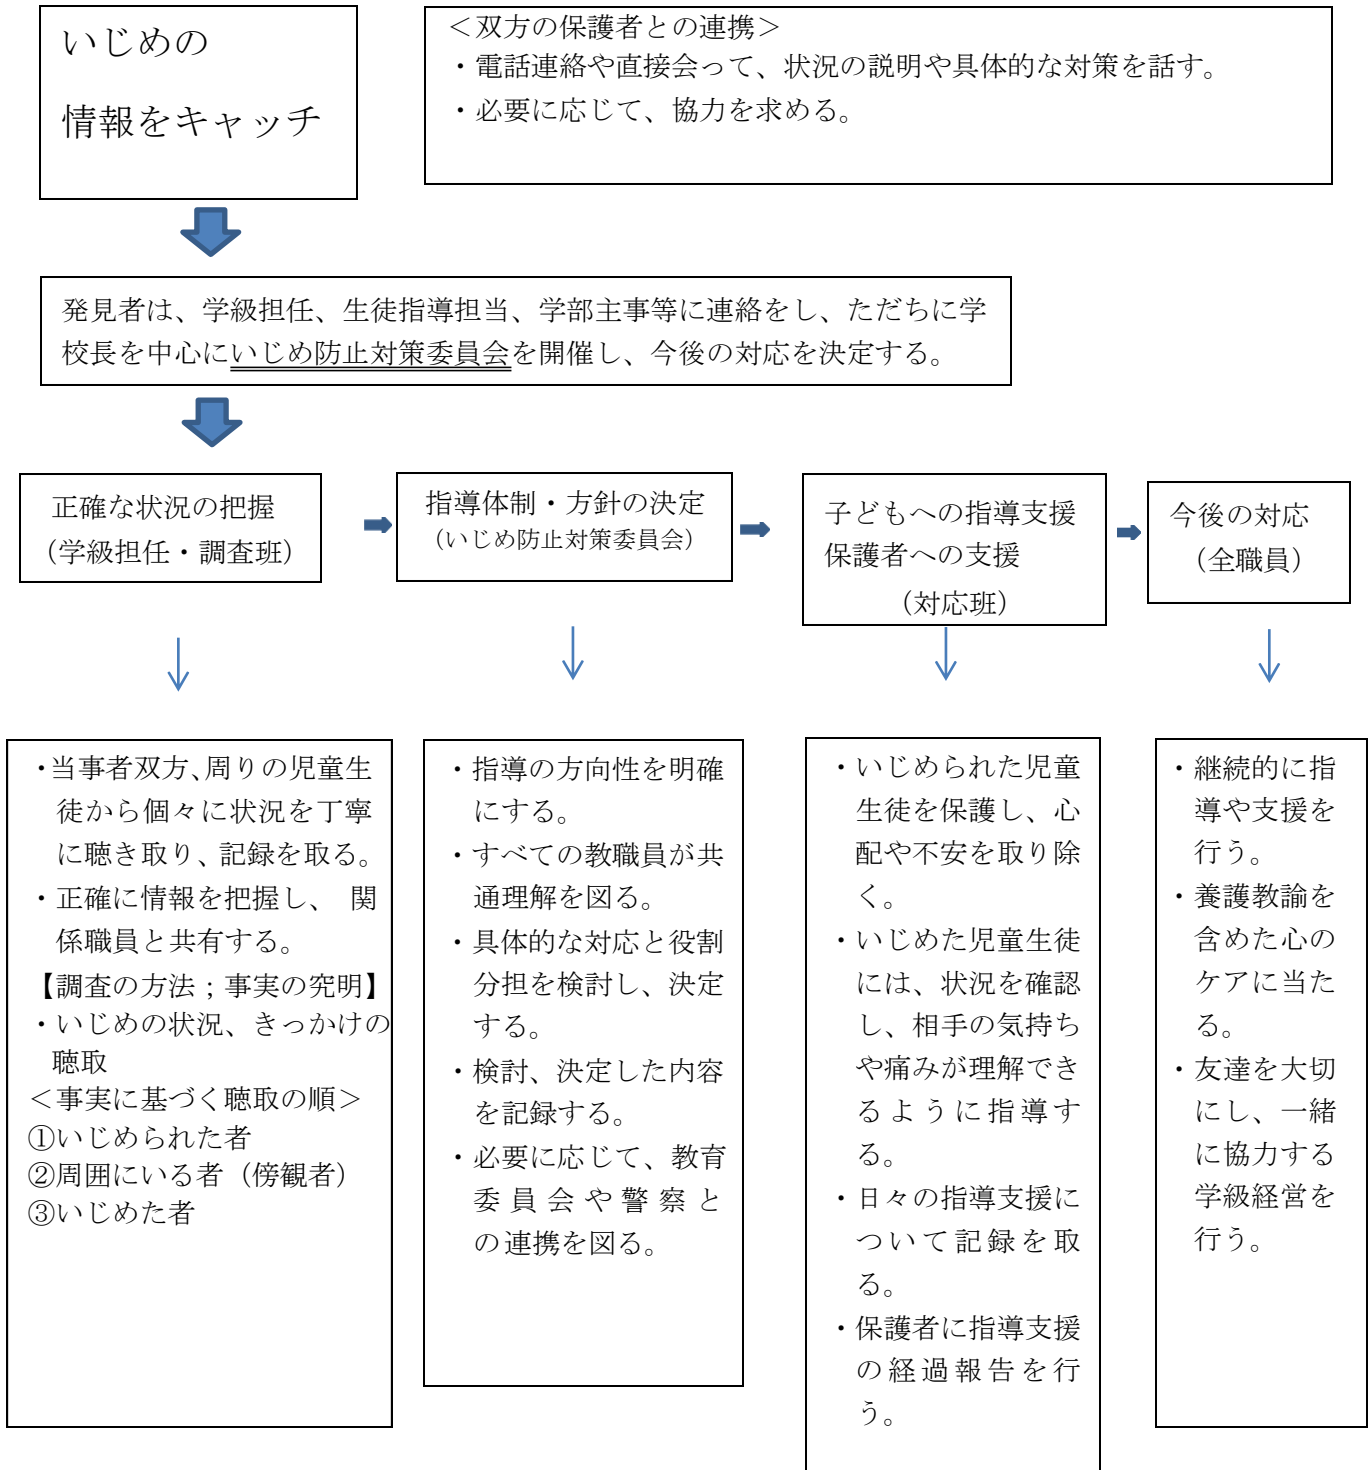 いじめの
情報をキャッチ
＜双方の保護者との連携＞
・電話連絡や直接会って、状況の説明や具体的な対策を話す。
・必要に応じて、協力を求める。
発見者は、学級担任、生徒指導担当、学部主事等に連絡をし、ただちに学
校長を中心にいじめ防止対策委員会を開催し、今後の対応を決定する。
正確な状況の把握
（学級担任・調査班）
指導体制・方針の決定
（いじめ防止対策委員会）
子どもへの指導支援
保護者への支援
（対応班）
今後の対応
（全職員）
・当事者双方、周りの児童生
徒から個々に状況を丁寧
に聴き取り、記録を取る。
・正確に情報を把握し、 関
係職員と共有する。
【調査の方法；事実の究明】
・いじめの状況、きっかけの
聴取
＜事実に基づく聴取の順＞
①いじめられた者
②周囲にいる者（傍観者）
③いじめた者
・指導の方向性を明確
にする。
・すべての教職員が共
通理解を図る。
・具体的な対応と役割
分担を検討し、決定
する。
・検討、決定した内容
を記録する。
・必要に応じて、教育
委員会や警察と
の連携を図る。
・いじめられた児童
生徒を保護し、心
配や不安を取り除
く。
・いじめた児童生徒
には、状況を確認
し、相手の気持ち
や痛みが理解でき
るように指導す
る。
・日々の指導支援に
ついて記録を取
る。
・保護者に指導支援
の経過報告を行
う。
・継続的に指
導や支援を
行う。
・養護教諭を
含めた心の
ケアに当た
る。
・友達を大切
にし、一緒
に協力する
学級経営を
行う。